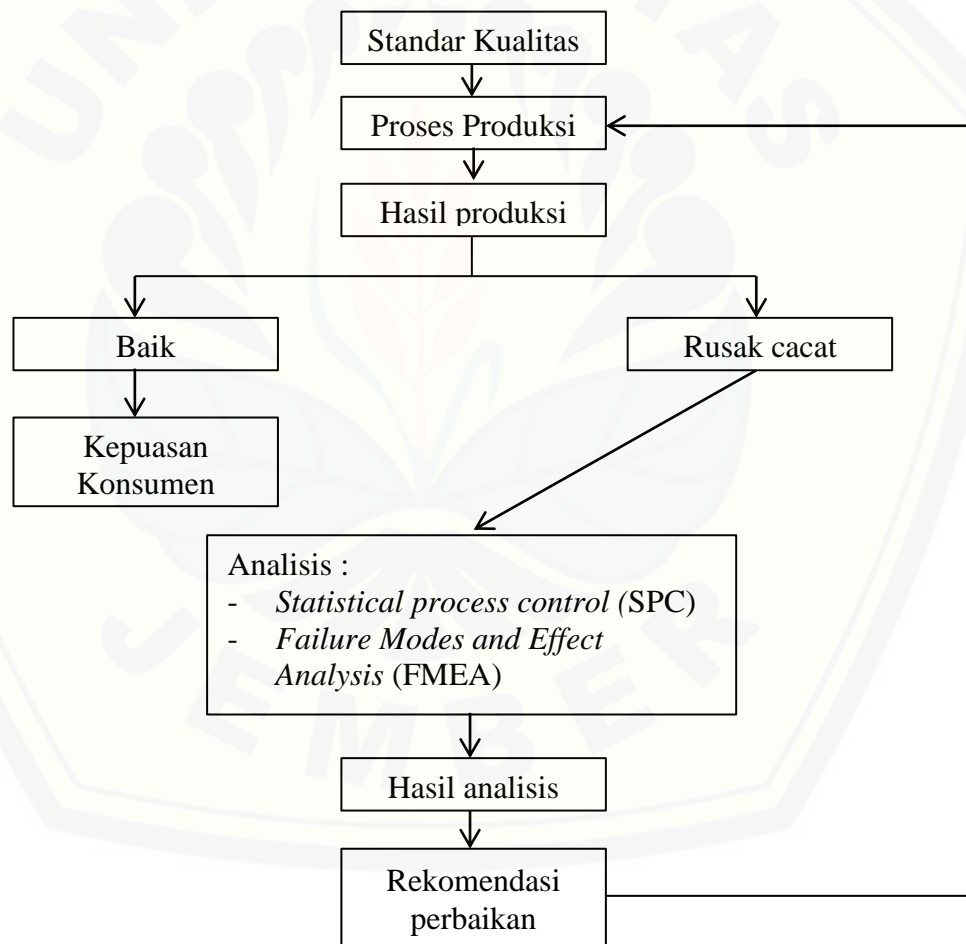 Standar Kualitas
Proses Produksi
Hasil produksi
Baik
Rusak cacat
Kepuasan
Konsumen
Analisis :
- Statistical process control (SPC)
- Failure Modes and Effect
Analysis (FMEA)
Hasil analisis
Rekomendasi
perbaikan
JEMBER